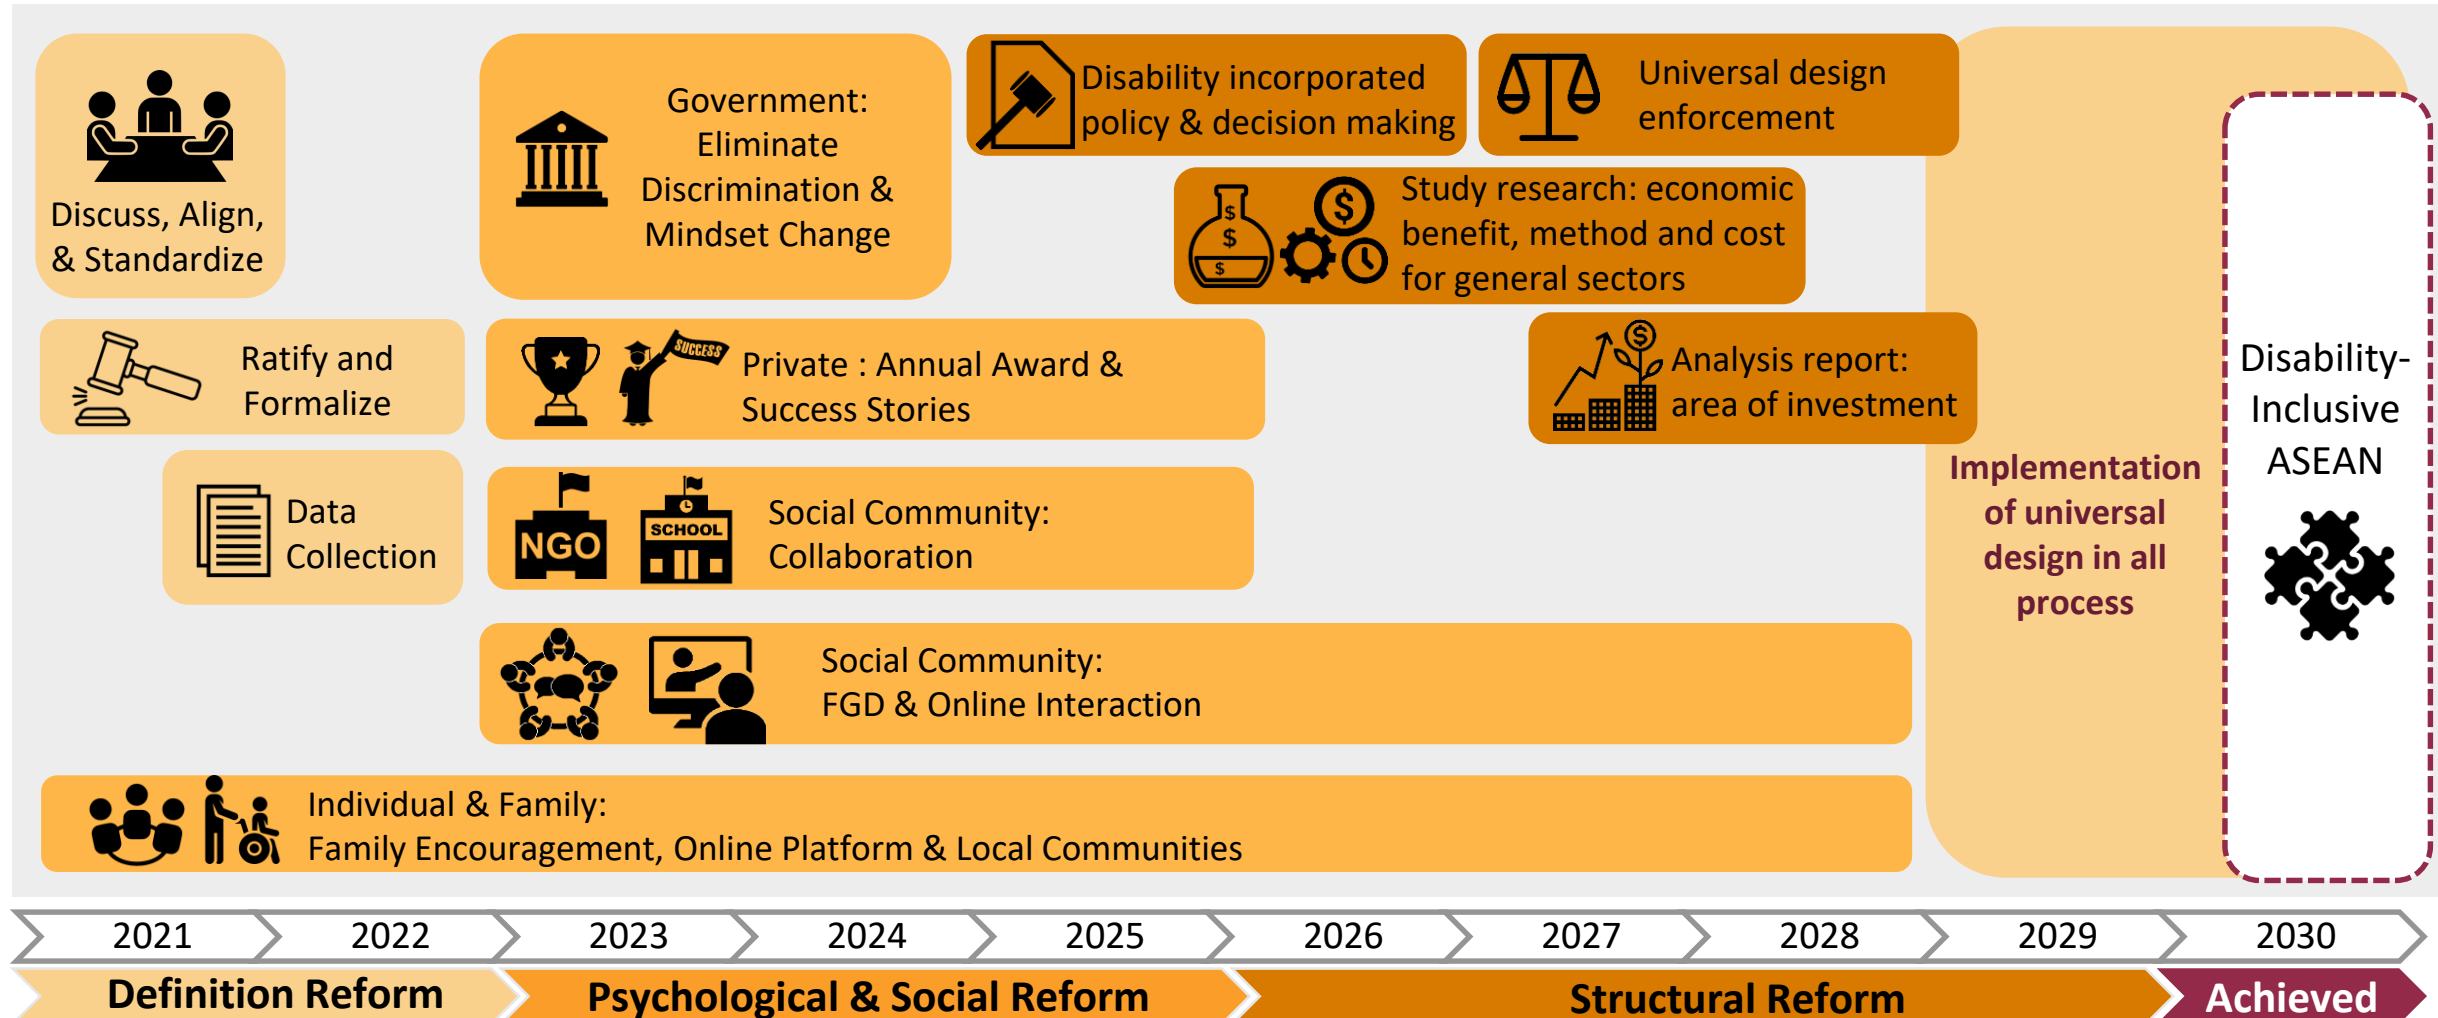 Discuss, Align,
& Standardize
Government:
Eliminate
Discrimination &
Mindset Change
Disability incorporated
policy & decision making
Universal design
enforcement
$
$
$
$
Study research: economic
benefit, method and cost
for general sectors
Ratify and
Formalize
SUCCESS
Private : Annual Award &
Success Stories
$
Analysis report:
area of investment
Data
Collection
NGO
SCHOOL
Social Community:
Collaboration
Social Community:
FGD & Online Interaction
Individual & Family:
Family Encouragement, Online Platform & Local Communities
Implementation
of universal
design in all
process
Disability-
Inclusive
ASEAN
2021
2022
2023
2024
2025
2026
2027
2028
2029
2030
Definition Reform
Psychological & Social Reform
Structural Reform
Achieved